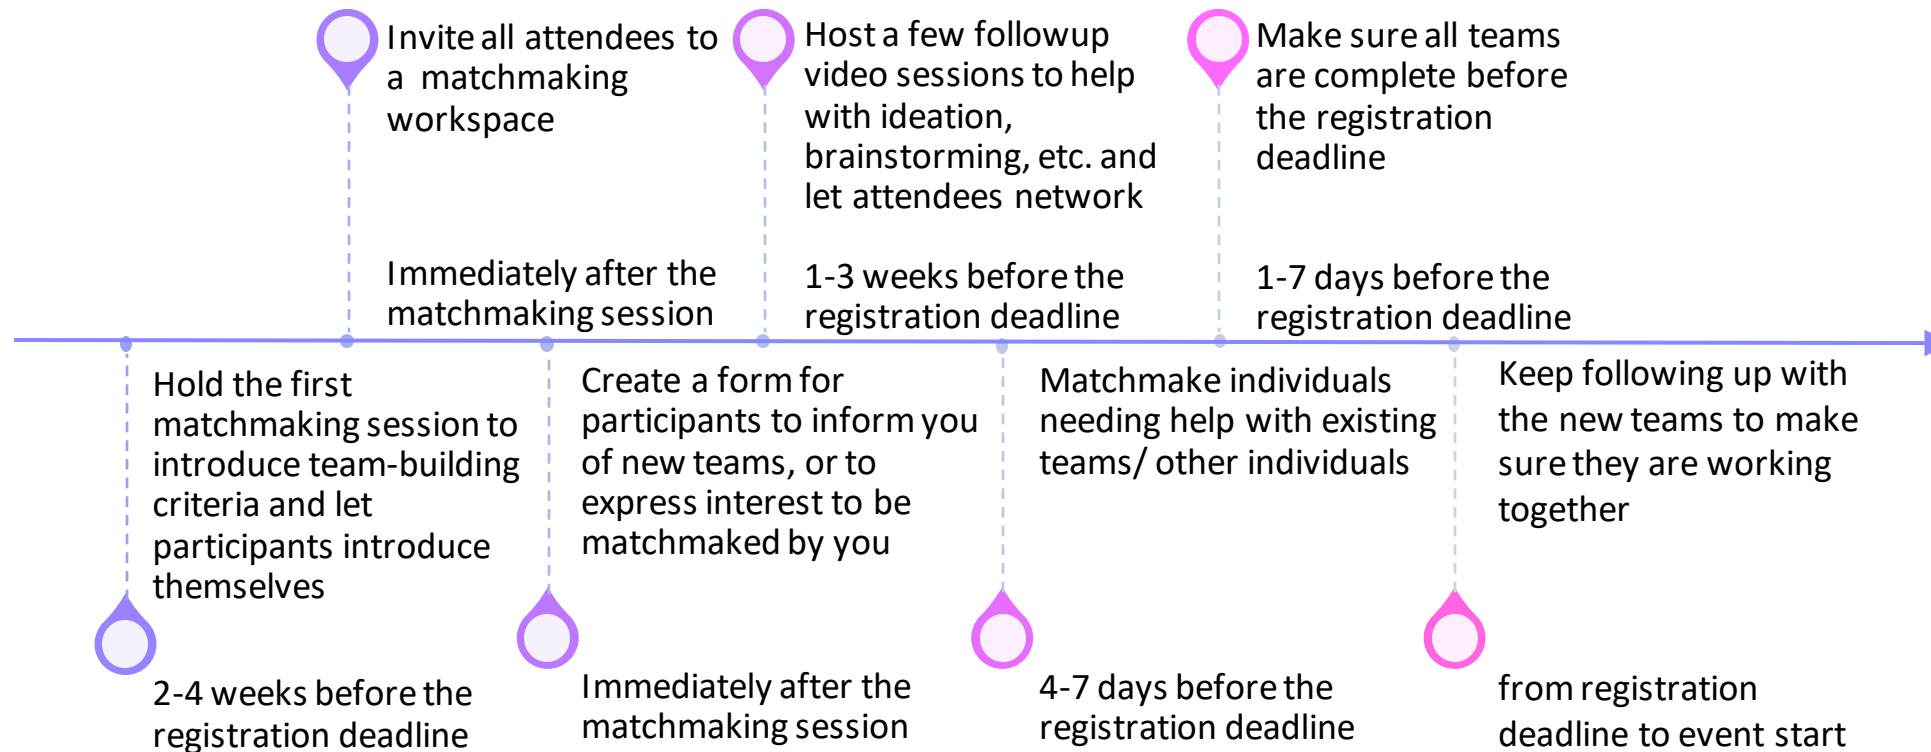 Invite all attendees to
a matchmaking
workspace
Immediately after the
matchmaking session
Host a few followup
video sessions to help
with ideation,
brainstorming, etc. and
let attendees network
1-3 weeks before the
registration deadline
Make sure all teams
are complete before
the registration
deadline
1-7 days before the
registration deadline
Hold the first
matchmaking session to
introduce team-building
criteria and let
participants introduce
themselves
2-4 weeks before the
registration deadline
Create a form for
participants to inform you
of new teams, or to
express interest to be
matchmaked by you
Immediately after the
matchmaking session
Matchmake individuals
needing help with existing
teams/ other individuals
4-7 days before the
registration deadline
Keep following up with
the new teams to make
sure they are working
together
from registration
deadline to event start